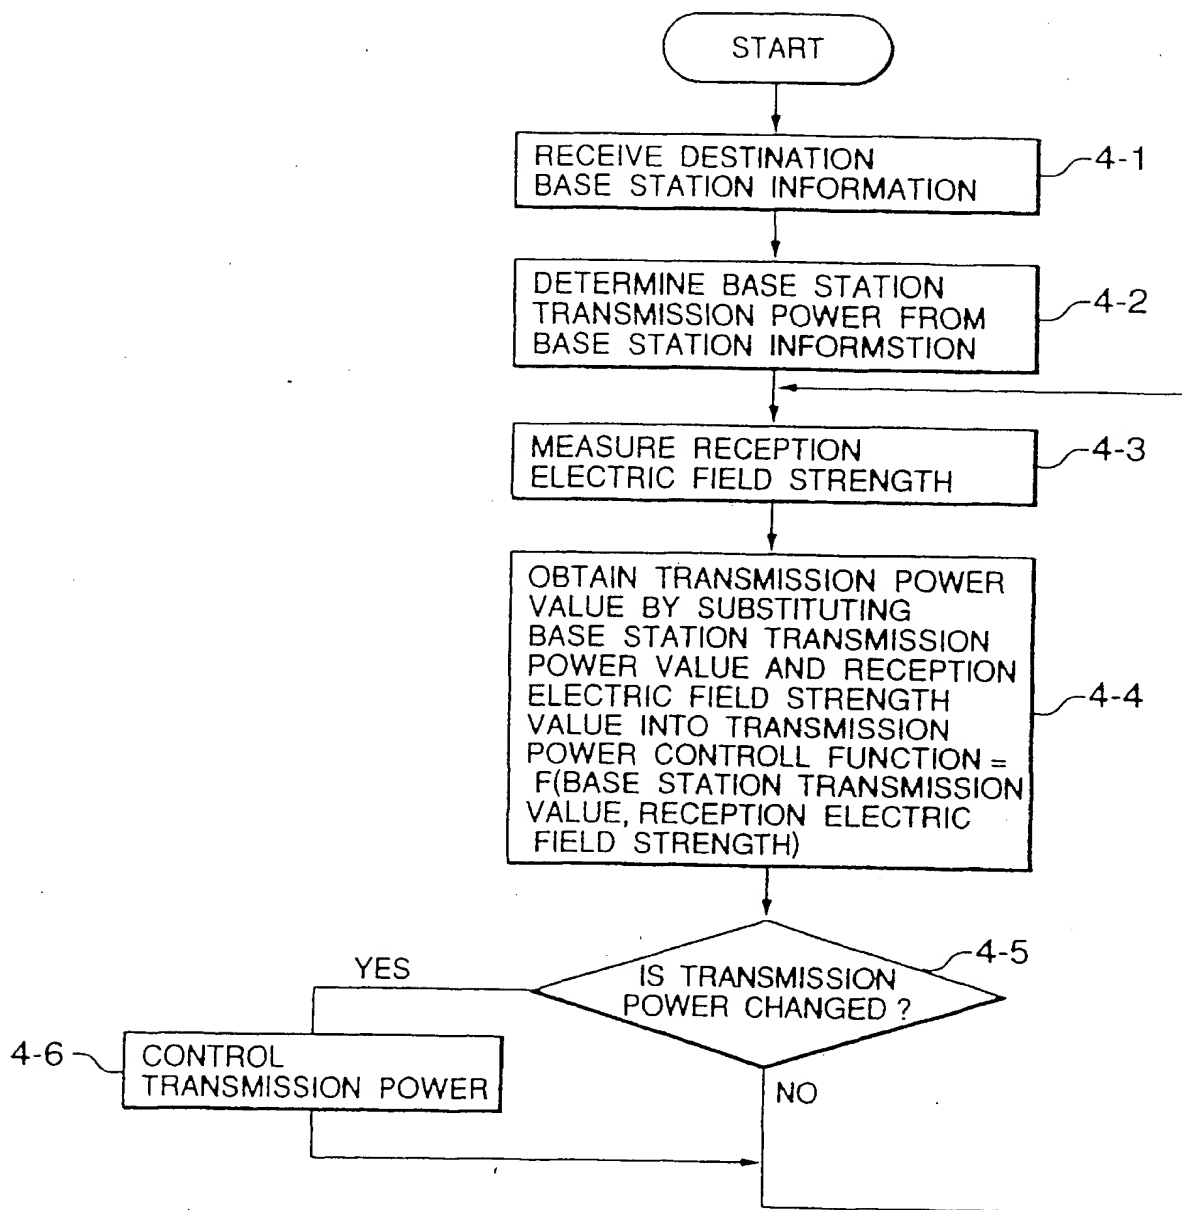 START
RECEIVE DESTINATION
BASE STATION INFORMATION
4-1
DETERMINE BASE STATION
TRANSMISSION POWER FROM
BASE STATION INFORMSTION
4-2
MEASURE RECEPTION
ELECTRIC FIELD STRENGTH
4-3
OBTAIN TRANSMISSION POWER
VALUE BY SUBSTITUTING
BASE STATION TRANSMISSION
POWER VALUE AND RECEPTION
ELECTRIC FIELD STRENGTH
VALUE INTO TRANSMISSION
POWER CONTROLL FUNCTION =
F(BASE STATION TRANSMISSION
VALUE, RECEPTION ELECTRIC
FIELD STRENGTH)
4-4
IS TRANSMISSION
POWER CHANGED ?
4-5
YES
4-6
CONTROL
TRANSMISSION POWER
NO